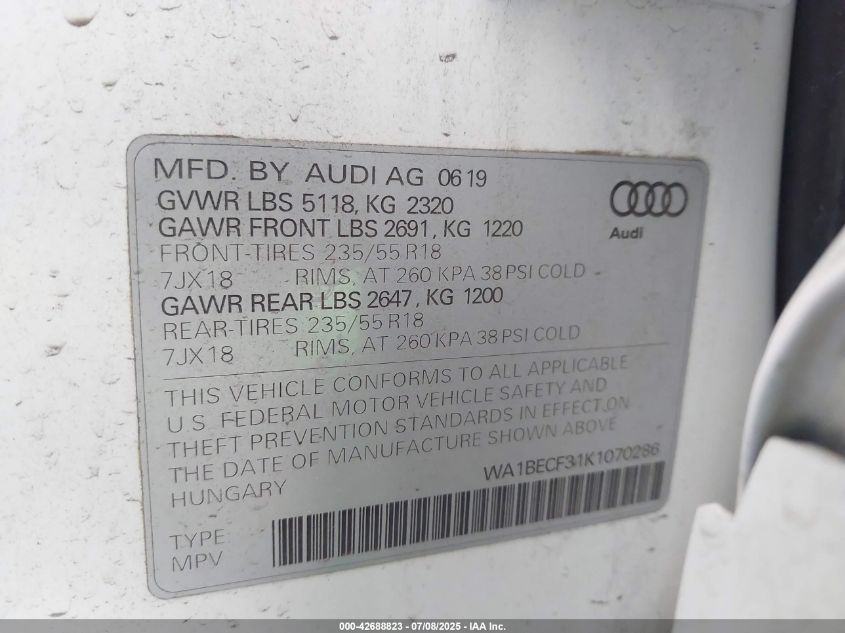 MFD. BY AUDI AG 0619
GVWR LBS 5118, KG 2320
GAWR FRONT LBS 2691, KG 1220
FRONT-TIRES 235/55 R18
7JX18 RIMS, AT 260 KPA 38 PSI COLD
GAWR REAR LBS 2647, KG 1200
REAR-TIRES 235/55 R18
7JX18 RIMS, AT 260 KPA 38 PSI COLD
Audi
THIS VEHICLE CONFORMS TO ALL APPLICABLE
U.S. FEDERAL MOTOR VEHICLE SAFETY AND
THEFT PREVENTION STANDARDS IN EFFECT ON
THE DATE OF MANUFACTURE SHOWN ABOVE
HUNGARY
WA1BECF31K1070286
TYPE
MPV
000-42688823 - 07/08/2025 - IAA Inc.